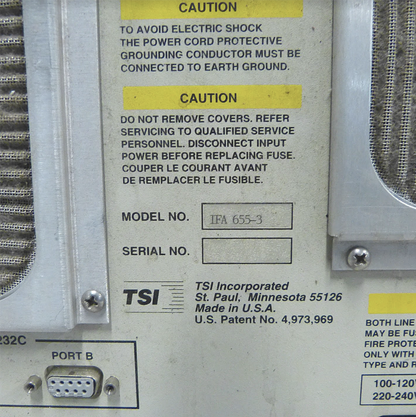 CAUTION
TO AVOID ELECTRIC SHOCK
THE POWER CORD PROTECTIVE
GROUNDING CONDUCTOR MUST BE
CONNECTED TO EARTH GROUND.
CAUTION
DO NOT REMOVE COVERS. REFER
SERVICING TO QUALIFIED SERVICE
PERSONNEL. DISCONNECT INPUT
POWER BEFORE REPLACING FUSE.
COUPER LE COURANT AVANT
DE REMPLACER LE FUSIBLE.
MODEL NO. IFA 655-3
SERIAL NO.
TSI
TSI Incorporated
St. Paul, Minnesota 55126
Made in U.S.A.
U.S. Patent No. 4,973,969
232C
PORT B
BOTH LINE
MAY BE FU
FIRE PROTE
ONLY WITH
TYPE AND R
100-120
220-240